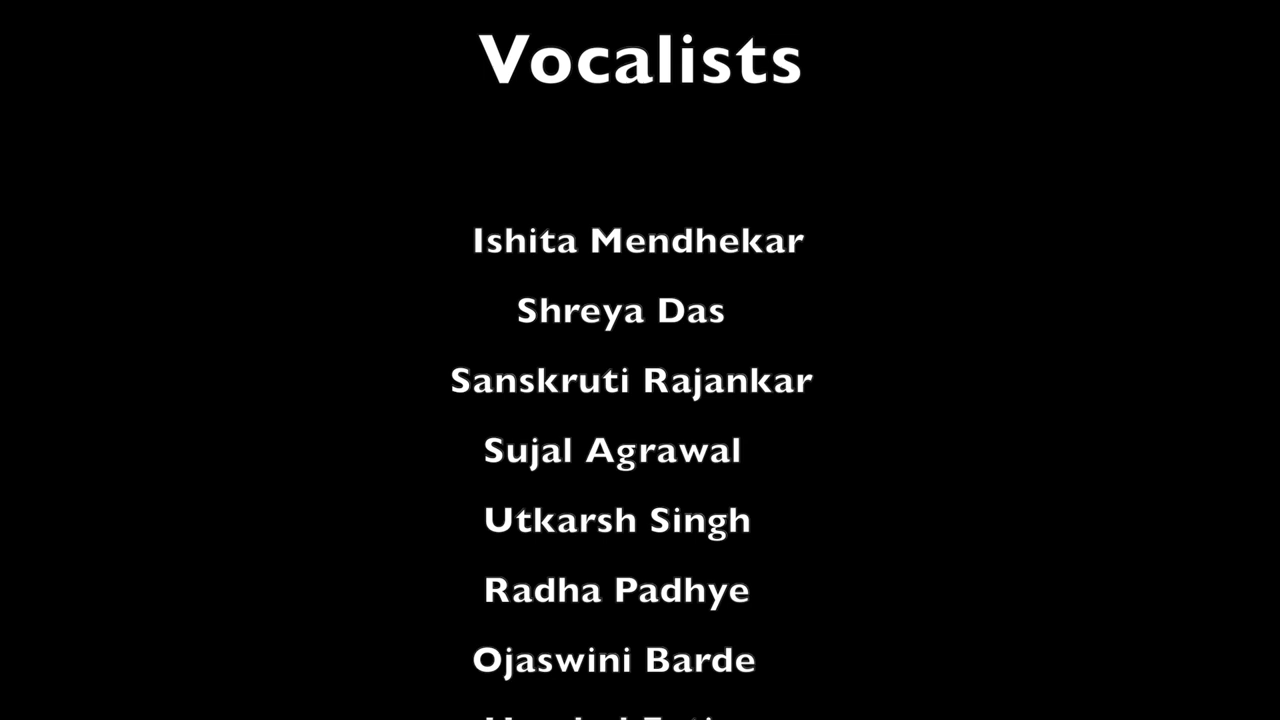 Vocalists
Ishita Mendhekar
Shreya Das
Sanskruti Rajankar
Sujal Agrawal
Utkarsh Singh
Radha Padhye
Ojaswini Barde